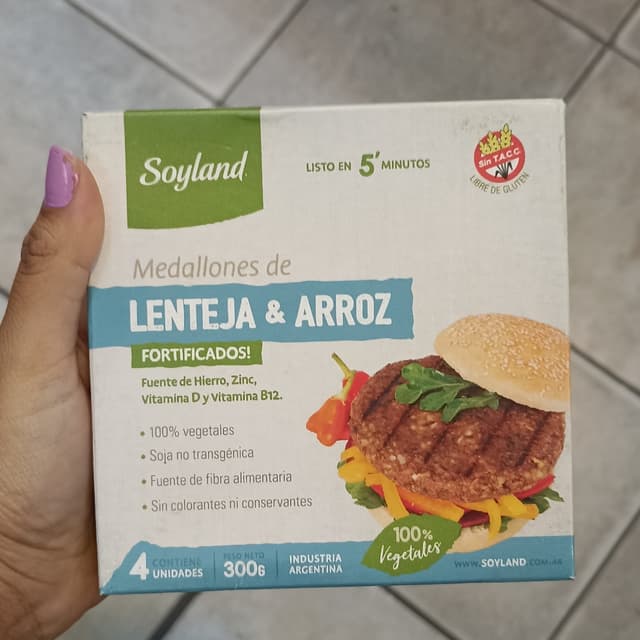 Soyland
LISTO EN 5' MINUTOS
Sin T.A.C.C.
LIBRE DE GLUTEN
Medallones de
LENTEJA & ARROZ
FORTIFICADOS!
Fuente de Hierro, Zinc,
Vitamina D y Vitamina B12.
• 100% vegetales
• Soja no transgénica
• Fuente de fibra alimentaria
• Sin colorantes ni conservantes
100%
Vegetales
4 CONTIENE
UNIDADES
PESO NETO
300G
INDUSTRIA
ARGENTINA
WWW.SOYLAND.COM.AR